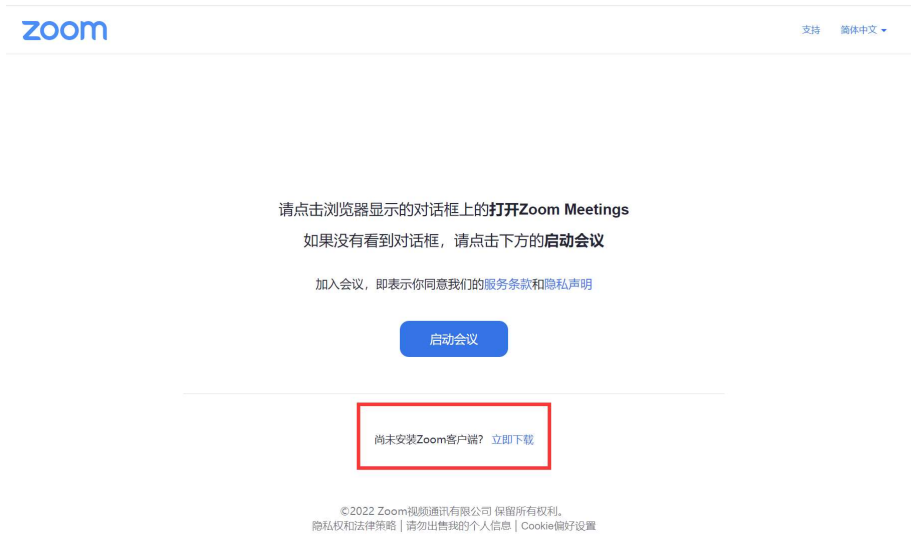 zoom
支持 简体中文
请点击浏览器显示的对话框上的打开Zoom Meetings
如果没有看到对话框，请点击下方的启动会议
加入会议，即表示你同意我们的服务条款和隐私声明
启动会议
尚未安装Zoom客户端？ 立即下载
©2022 Zoom视频通讯有限公司 保留所有权利。
隐私权和法律策略 | 请勿出售我的个人信息 | Cookie偏好设置